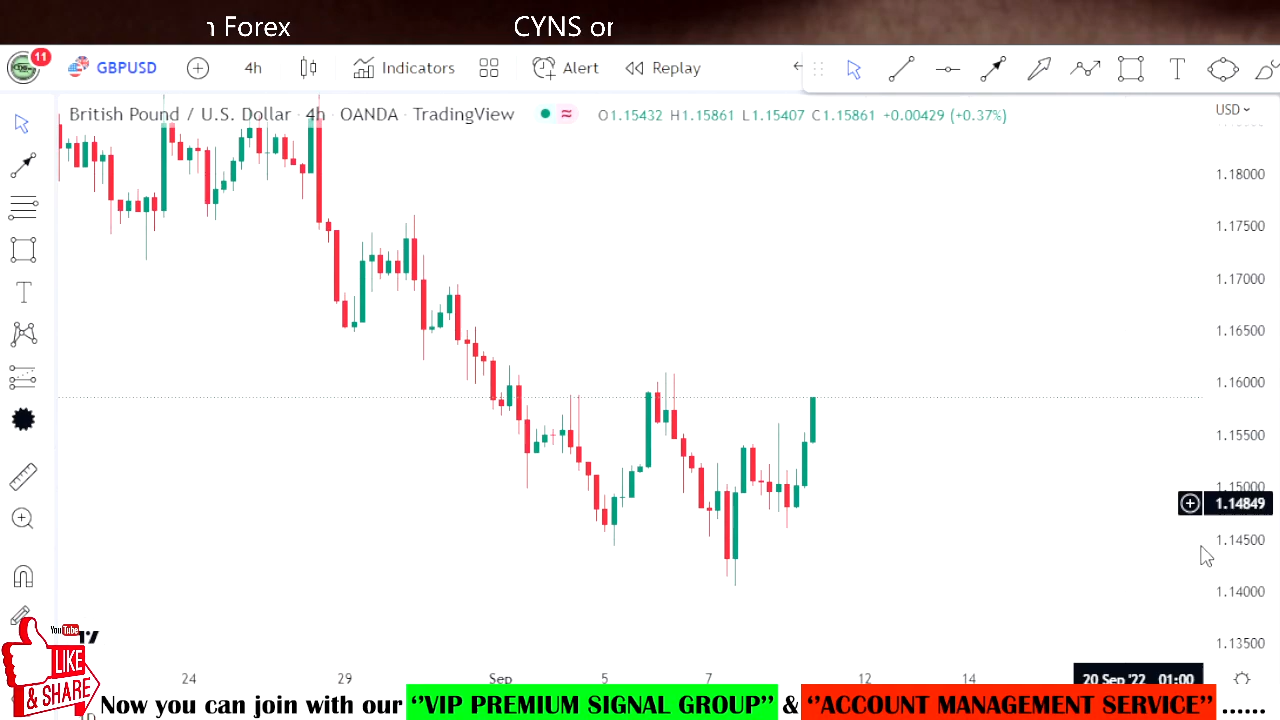 Forex CYNS or
11 GBPUSD 4h Indicators Alert Replay T
British Pound / U.S. Dollar · 4h · OANDA · TradingView ≈ O1.15432 H1.15861 L1.15407 C1.15861 +0.00429 (+0.37%) USD
1.18000
1.17500
1.17000
1.16500
1.16000
1.15500
1.15000
1.14849
1.14500
1.14000
1.13500
24 29 Sep 5 7 12 14 20 Sep '22 01:00
YouTube
LIKE
& SHARE
Now you can join with our ‘’VIP PREMIUM SIGNAL GROUP’’ & ‘’ACCOUNT MANAGEMENT SERVICE’’ ......